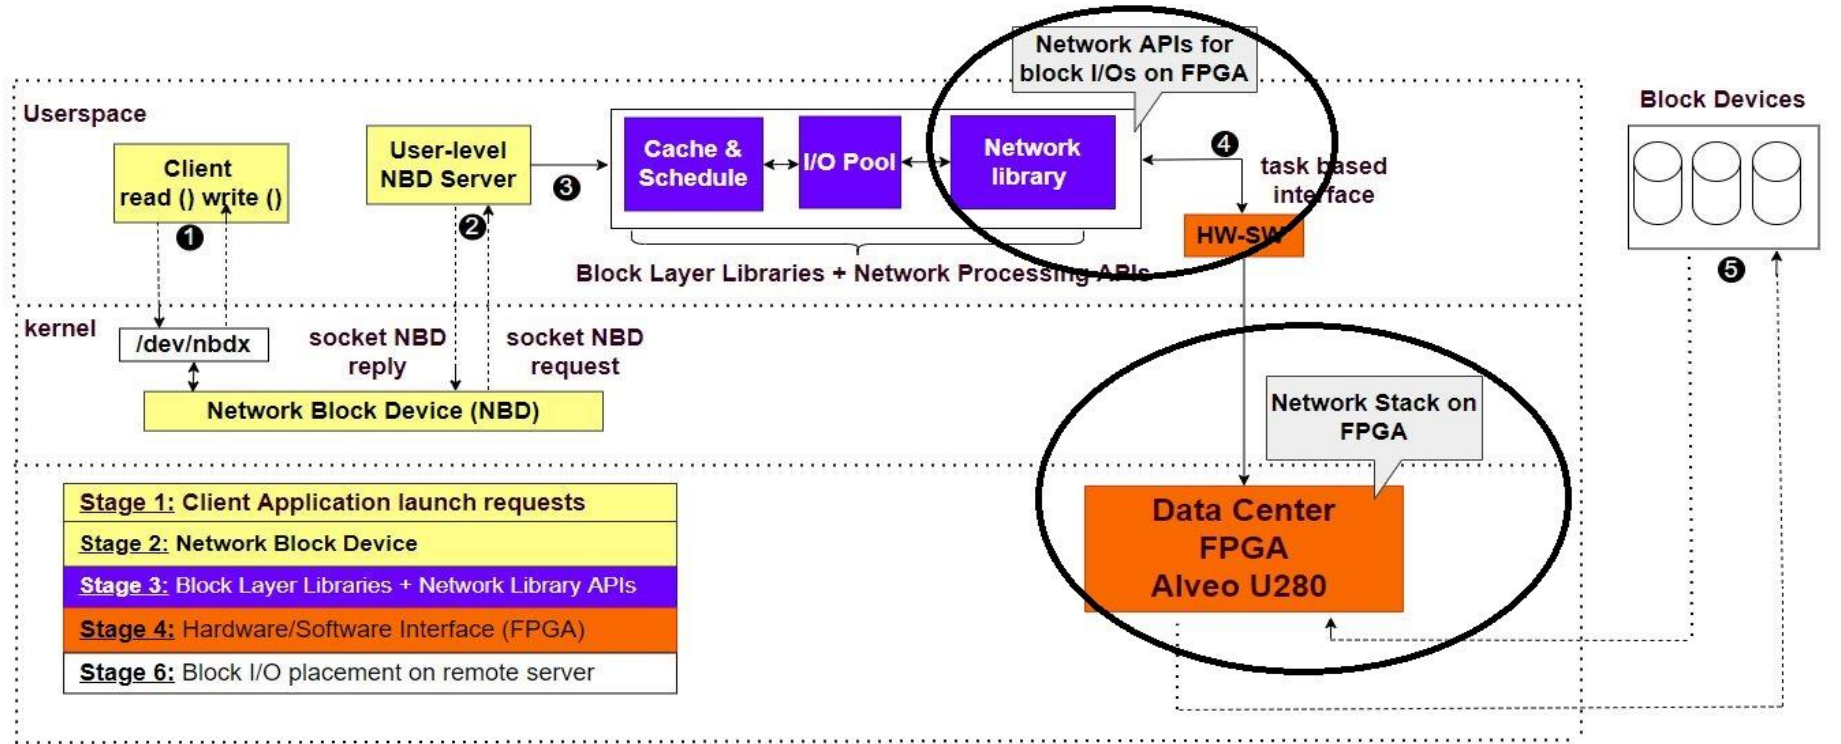 Network APIs for
block I/Os on FPGA
Userspace
Block Devices
Client
read () write ()
1
User-level
NBD Server
2
3
Cache &
Schedule
I/O Pool
Network
library
4
task based
interface
HW-SW
Block Layer Libraries + Network Processing APIs
5
kernel
/dev/nbdx
socket NBD
reply
socket NBD
request
Network Block Device (NBD)
Network Stack on
FPGA
Data Center
FPGA
Alveo U280
Stage 1: Client Application launch requests
Stage 2: Network Block Device
Stage 3: Block Layer Libraries + Network Library APIs
Stage 4: Hardware/Software Interface (FPGA)
Stage 6: Block I/O placement on remote server